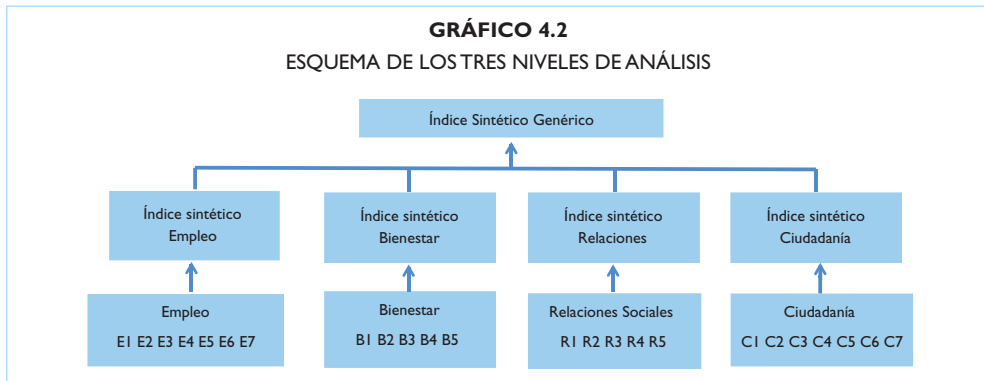 GRÁFICO 4.2
ESQUEMA DE LOS TRES NIVELES DE ANÁLISIS
Índice Sintético Genérico
Índice sintético
Empleo
Índice sintético
Bienestar
Índice sintético
Relaciones
Índice sintético
Ciudadanía
Empleo
E1 E2 E3 E4 E5 E6 E7
Bienestar
B1 B2 B3 B4 B5
Relaciones Sociales
R1 R2 R3 R4 R5
Ciudadanía
C1 C2 C3 C4 C5 C6 C7